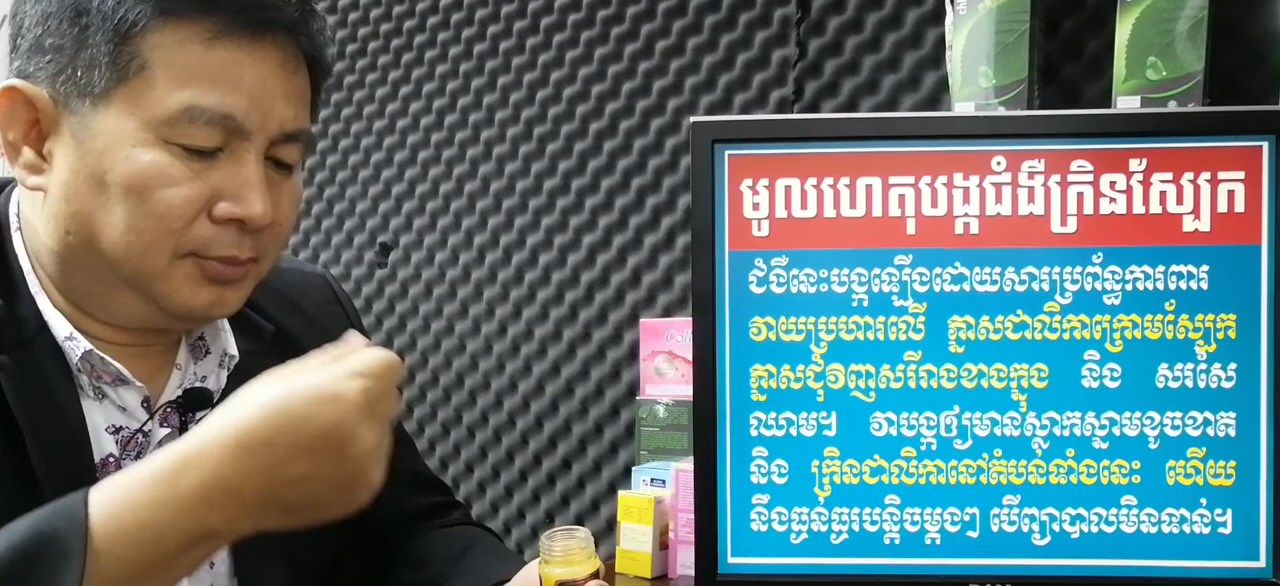 មូលហេតុបង្កជំងឺក្រិនស្បែក
ជំងឺនេះបង្កឡើងដោយសារប្រព័ន្ធការពារ
វាយប្រហារលើ ភ្នាសជាលិកាក្រោមស្បែក
ភ្នាសជុំវិញសរីរាងខាងក្នុង និង សរសៃ
ឈាម។ វាបង្កឲ្យមានស្លាកស្នាមខូចខាត
និង ក្រិនជាលិកានៅតំបន់ទាំងនេះ ហើយ
នឹងធ្ងន់ធ្ងរបន្តិចម្តងៗ បើព្យាបាលមិនទាន់។